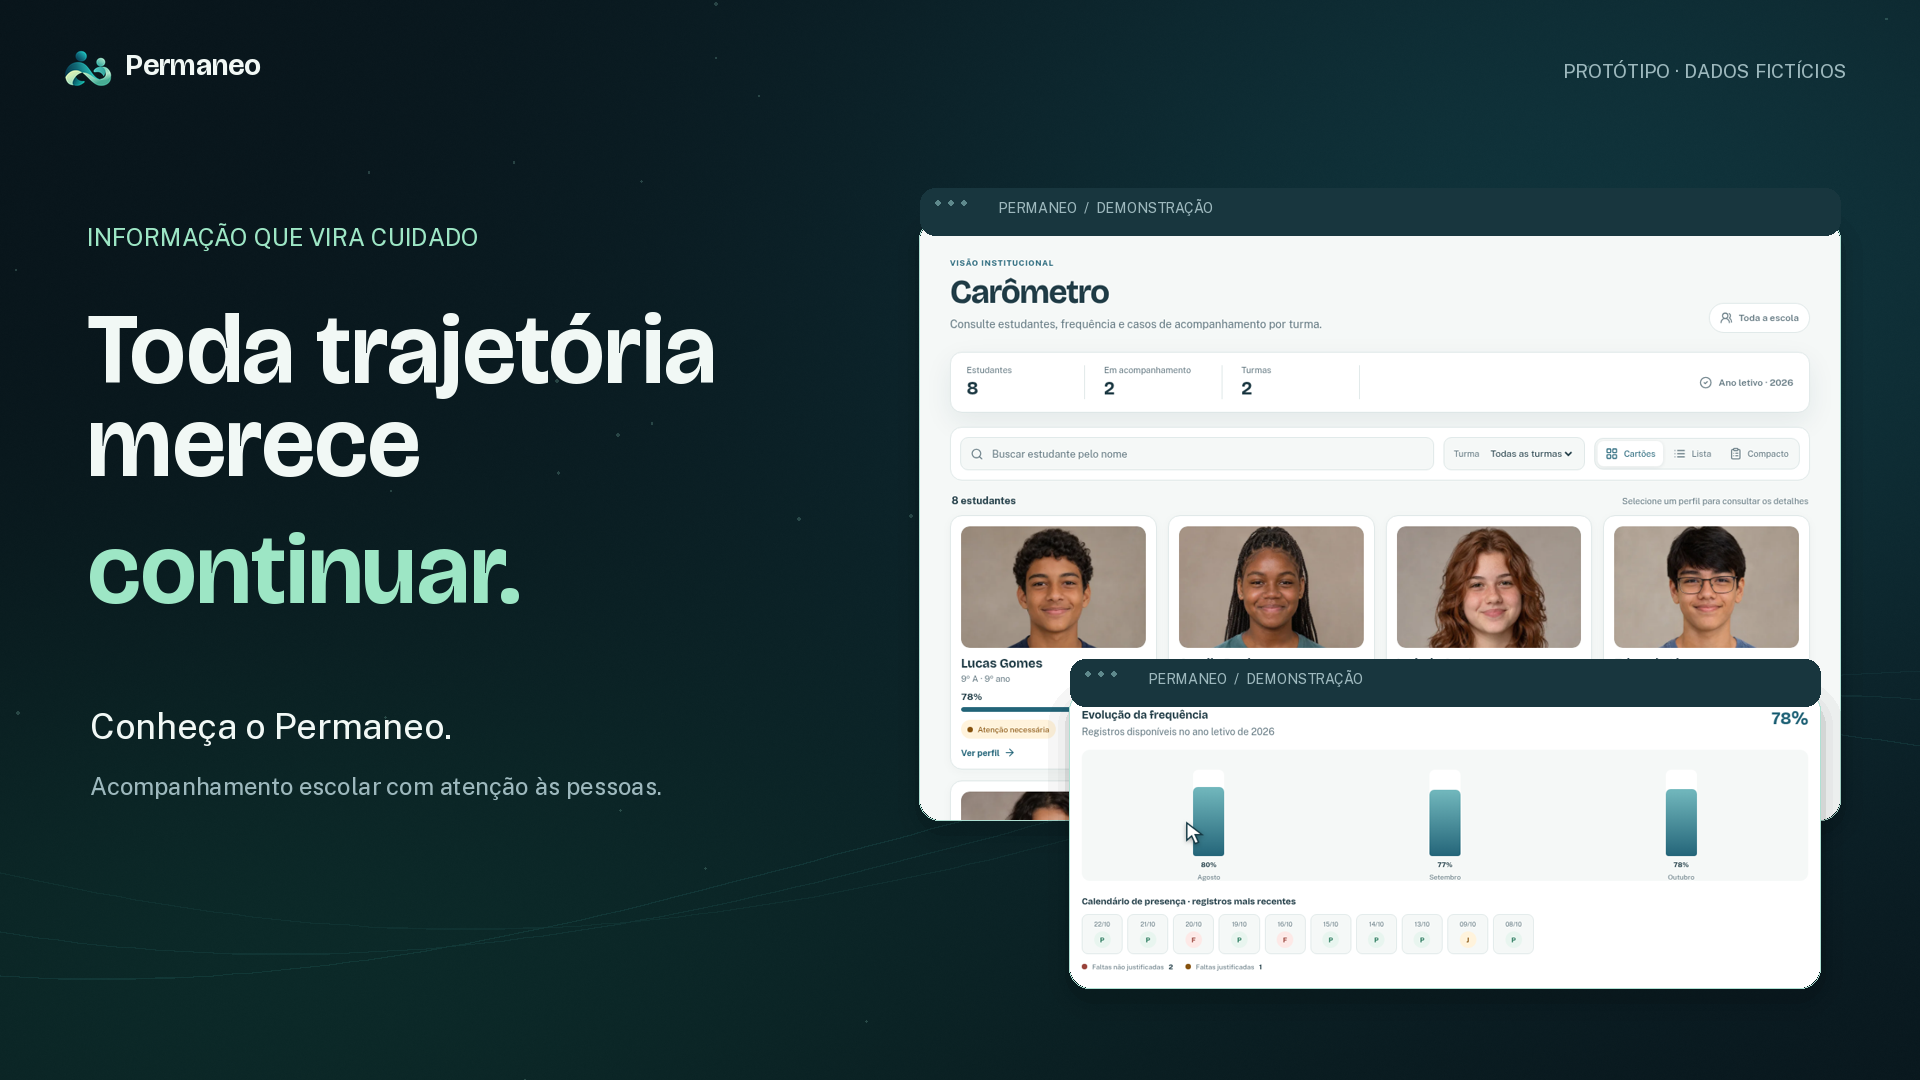 Permaneo
PROTÓTIPO · DADOS FICTÍCIOS
INFORMAÇÃO QUE VIRA CUIDADO
Toda trajetória
merece
continuar.
Conheça o Permaneo.
Acompanhamento escolar com atenção às pessoas.
PERMANEO / DEMONSTRAÇÃO
VISÃO INSTITUCIONAL
Carômetro
Consulte estudantes, frequência e casos de acompanhamento por turma.
Toda a escola
Estudantes
8
Em acompanhamento
2
Turmas
2
Ano letivo · 2026
Buscar estudante pelo nome
Turma Todas as turmas
Cartões
Lista
Compacto
8 estudantes
Selecione um perfil para consultar os detalhes
Lucas Gomes
9º A · 9º ano
78%
Atenção necessária
Ver perfil
PERMANEO / DEMONSTRAÇÃO
Evolução da frequência
78%
Registros disponíveis no ano letivo de 2026
80%
Agosto
77%
Setembro
78%
Outubro
Calendário de presença · registros mais recentes
22/10 21/10 20/10 19/10 16/10 15/10 14/10 13/10 09/10 08/10
P P F P F P P P J P
Faltas não justificadas 2 Faltas justificadas 1